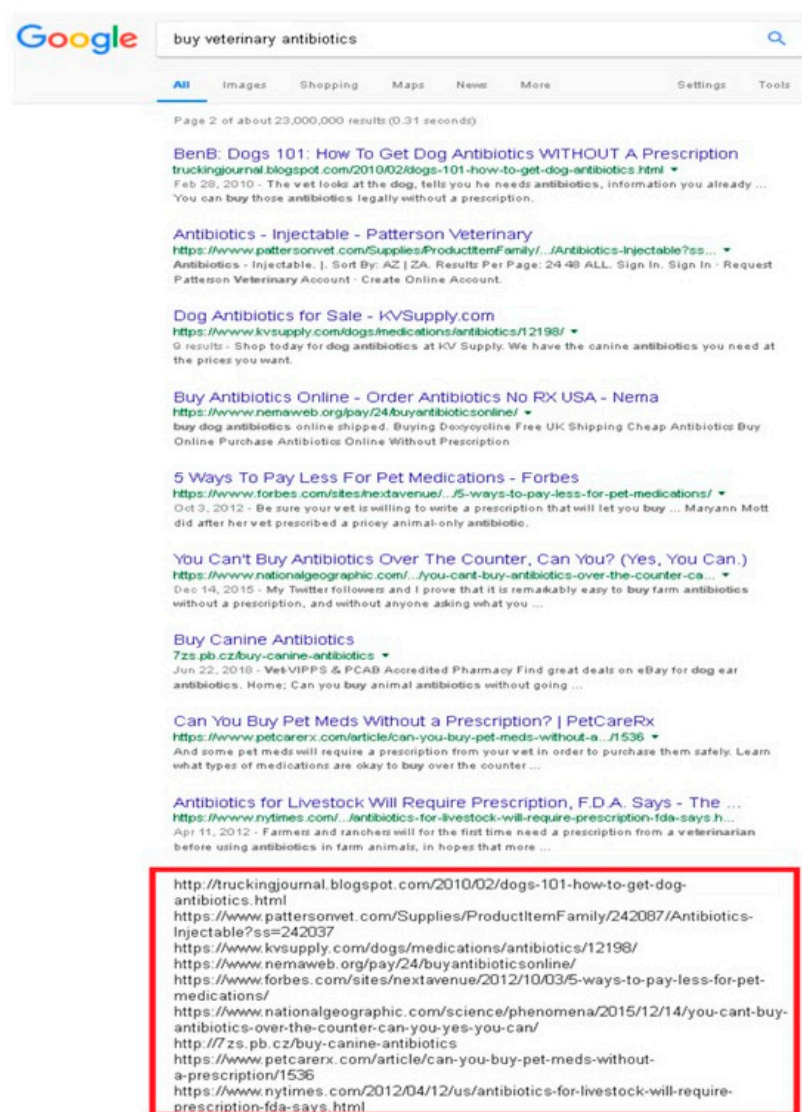 Google
buy veterinary antibiotics
All Images Shopping Maps News More Settings Tools
Page 2 of about 23,000,000 results (0.31 seconds)
BenB: Dogs 101: How To Get Dog Antibiotics WITHOUT A Prescription
truckingjournal.blogspot.com/2010/02/dogs-101-how-to-get-dog-antibiotics.html
Feb 28, 2010 - The vet looks at the dog, tells you he needs antibiotics, information you already ...
You can buy those antibiotics legally without a prescription.
Antibiotics - Injectable - Patterson Veterinary
https://www.pattersonvet.com/Supplies/ProductItemFamily/.../Antibiotics-Injectable?ss...
Antibiotics - Injectable. |. Sort By: AZ | ZA. Results Per Page: 24 48 ALL. Sign In. Sign In · Request
Patterson Veterinary Account · Create Online Account.
Dog Antibiotics for Sale - KVSupply.com
https://www.kvsupply.com/dogs/medications/antibiotics/12198/
9 results - Shop today for dog antibiotics at KV Supply. We have the canine antibiotics you need at
the prices you want.
Buy Antibiotics Online - Order Antibiotics No RX USA - Nema
https://www.nemaweb.org/pay/24/buyantibioticsonline/
buy dog antibiotics online shipped. Buying Doxycycline Free UK Shipping Cheap Antibiotics Buy
Online Purchase Antibiotics Online Without Prescription
5 Ways To Pay Less For Pet Medications - Forbes
https://www.forbes.com/sites/nextavenue/.../5-ways-to-pay-less-for-pet-medications/
Oct 3, 2012 - Be sure your vet is willing to write a prescription that will let you buy ... Maryann Mott
did after her vet prescribed a pricey animal-only antibiotic.
You Can't Buy Antibiotics Over The Counter, Can You? (Yes, You Can.)
https://www.nationalgeographic.com/.../you-cant-buy-antibiotics-over-the-counter-ca...
Dec 14, 2015 - My Twitter followers and I prove that it is remarkably easy to buy farm antibiotics
without a prescription, and without anyone asking what you ...
Buy Canine Antibiotics
7zs.pb.cz/buy-canine-antibiotics
Jun 22, 2018 - Vet-VIPPS & PCAB Accredited Pharmacy Find great deals on eBay for dog ear
antibiotics. Home; Can you buy animal antibiotics without going ...
Can You Buy Pet Meds Without a Prescription? | PetCareRx
https://www.petcarerx.com/article/can-you-buy-pet-meds-without-a.../1536
And some pet meds will require a prescription from your vet in order to purchase them safely. Learn
what types of medications are okay to buy over the counter ...
Antibiotics for Livestock Will Require Prescription, F.D.A. Says - The ...
https://www.nytimes.com/.../antibiotics-for-livestock-will-require-prescription-fda-says.h...
Apr 11, 2012 - Farmers and ranchers will for the first time need a prescription from a veterinarian
before using antibiotics in farm animals, in hopes that more ...
http://truckingjournal.blogspot.com/2010/02/dogs-101-how-to-get-dog-
antibiotics.html
https://www.pattersonvet.com/Supplies/ProductItemFamily/242087/Antibiotics-
Injectable?ss=242037
https://www.kvsupply.com/dogs/medications/antibiotics/12198/
https://www.nemaweb.org/pay/24/buyantibioticsonline/
https://www.forbes.com/sites/nextavenue/2012/10/03/5-ways-to-pay-less-for-pet-
medications/
https://www.nationalgeographic.com/science/phenomena/2015/12/14/you-cant-buy-
antibiotics-over-the-counter-can-you-yes-you-can/
http://7zs.pb.cz/buy-canine-antibiotics
https://www.petcarerx.com/article/can-you-buy-pet-meds-without-
a-prescription/1536
https://www.nytimes.com/2012/04/12/us/antibiotics-for-livestock-will-require-
prescription-fda-says.html